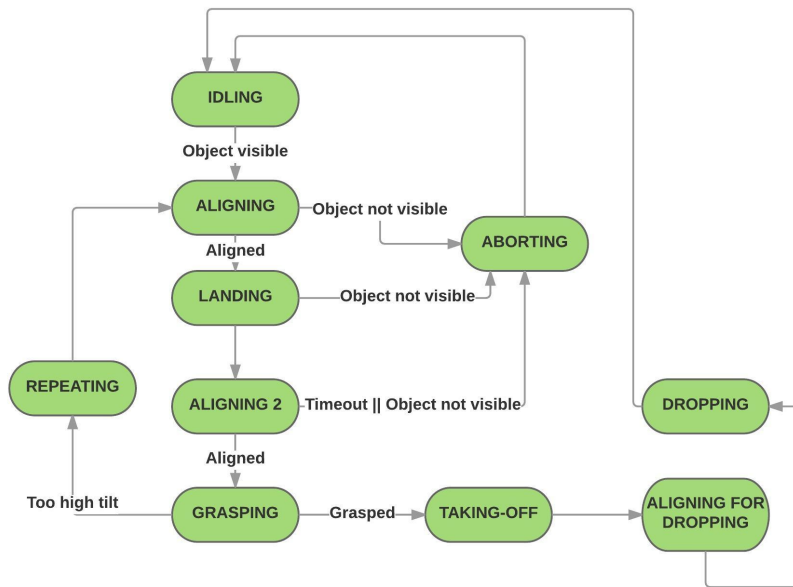 IDLING
Object visible
ALIGNING
Object not visible
ABORTING
Aligned
LANDING
Object not visible
REPEATING
ALIGNING 2
Timeout || Object not visible
DROPPING
Aligned
Too high tilt
GRASPING
Grasped
TAKING-OFF
ALIGNING FOR
DROPPING